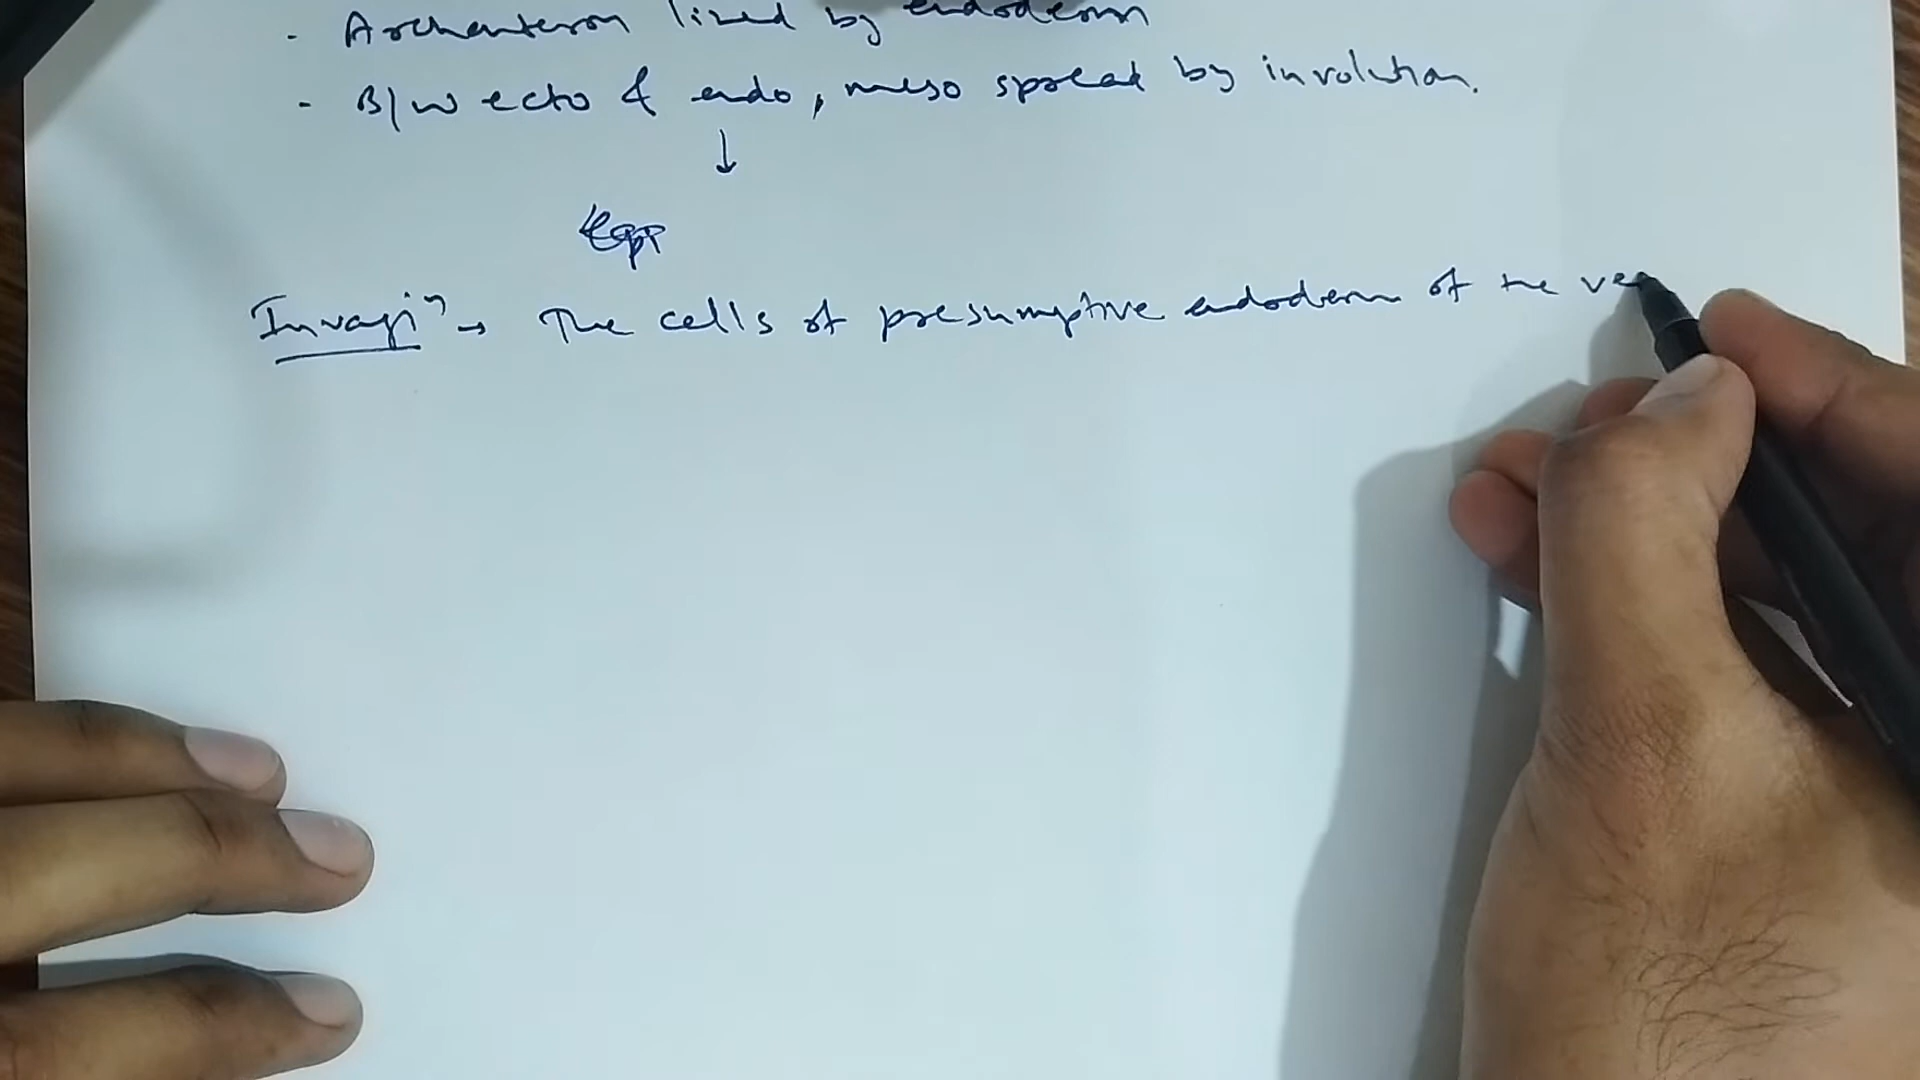 - Archenteron lined by endoderm
- B/w ecto & endo, meso spread by involution.
↓
Invagiⁿ → The cells of presumptive endoderm of the ve